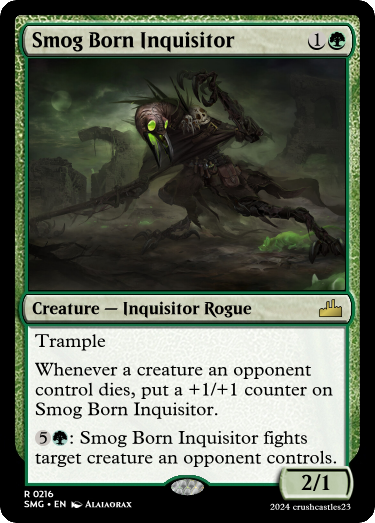 Smog Born Inquisitor 1
Creature — Inquisitor Rogue
Trample
Whenever a creature an opponent
control dies, put a +1/+1 counter on
Smog Born Inquisitor.
5: Smog Born Inquisitor fights
target creature an opponent controls.
2/1
R 0216
SMG • EN Alaiaorax
2024 crushcastles23